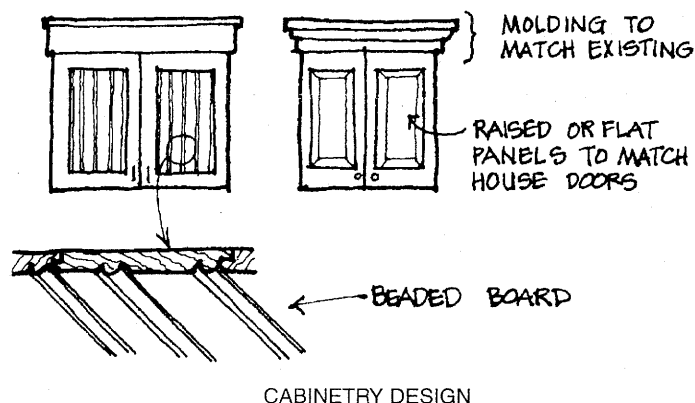 MOLDING TO
MATCH EXISTING
RAISED OR FLAT
PANELS TO MATCH
HOUSE DOORS
BEADED BOARD
CABINETRY DESIGN